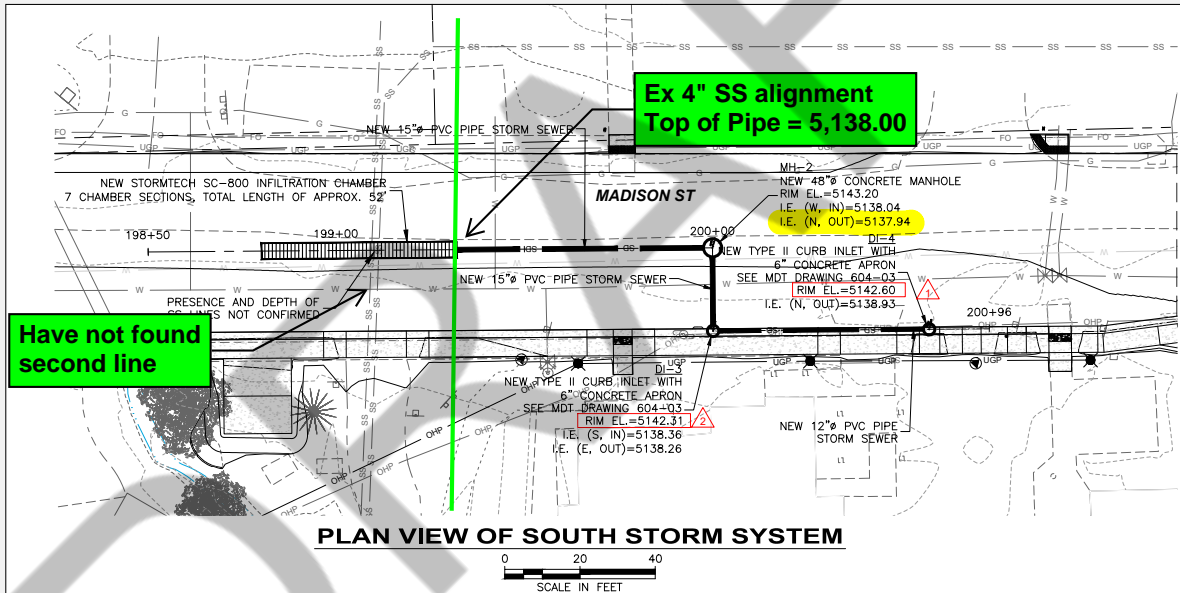 Ex 4" SS alignment
Top of Pipe = 5,138.00
NEW 15"ø PVC PIPE STORM SEWER
NEW STORMTECH SC-800 INFILTRATION CHAMBER
7 CHAMBER SECTIONS, TOTAL LENGTH OF APPROX. 52'
MADISON ST
MH-2
NEW 48"ø CONCRETE MANHOLE
RIM EL.=5143.20
I.E. (W, IN)=5138.04
I.E. (N, OUT)=5137.94
198+50
199+00
200+00
DI-4
NEW TYPE II CURB INLET WITH
6" CONCRETE APRON
SEE MDT DRAWING 604-03
RIM EL.=5142.60
1
I.E. (N, OUT)=5138.93
200+96
NEW 15"ø PVC PIPE STORM SEWER
PRESENCE AND DEPTH OF
SS LINES NOT CONFIRMED
Have not found
second line
DI-3
NEW TYPE II CURB INLET WITH
6" CONCRETE APRON
SEE MDT DRAWING 604-03
RIM EL.=5142.31
2
I.E. (S, IN)=5138.36
I.E. (E, OUT)=5138.26
NEW 12"ø PVC PIPE
STORM SEWER
PLAN VIEW OF SOUTH STORM SYSTEM
0 20 40
SCALE IN FEET